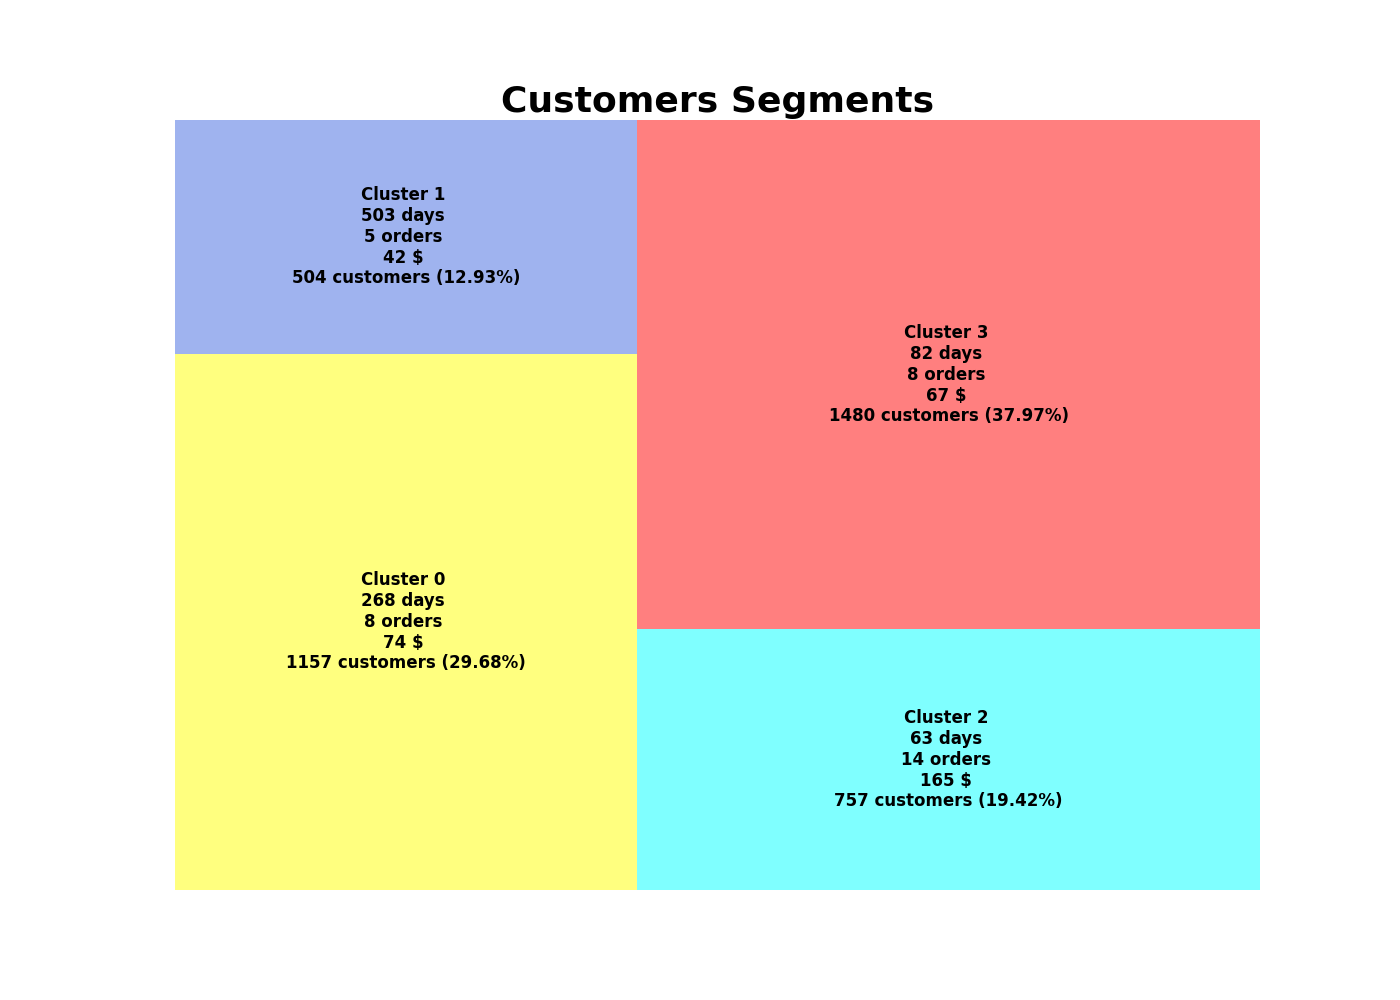 Customers Segments
Cluster 1
503 days
5 orders
42 $
504 customers (12.93%)
Cluster 3
82 days
8 orders
67 $
1480 customers (37.97%)
Cluster 0
268 days
8 orders
74 $
1157 customers (29.68%)
Cluster 2
63 days
14 orders
165 $
757 customers (19.42%)